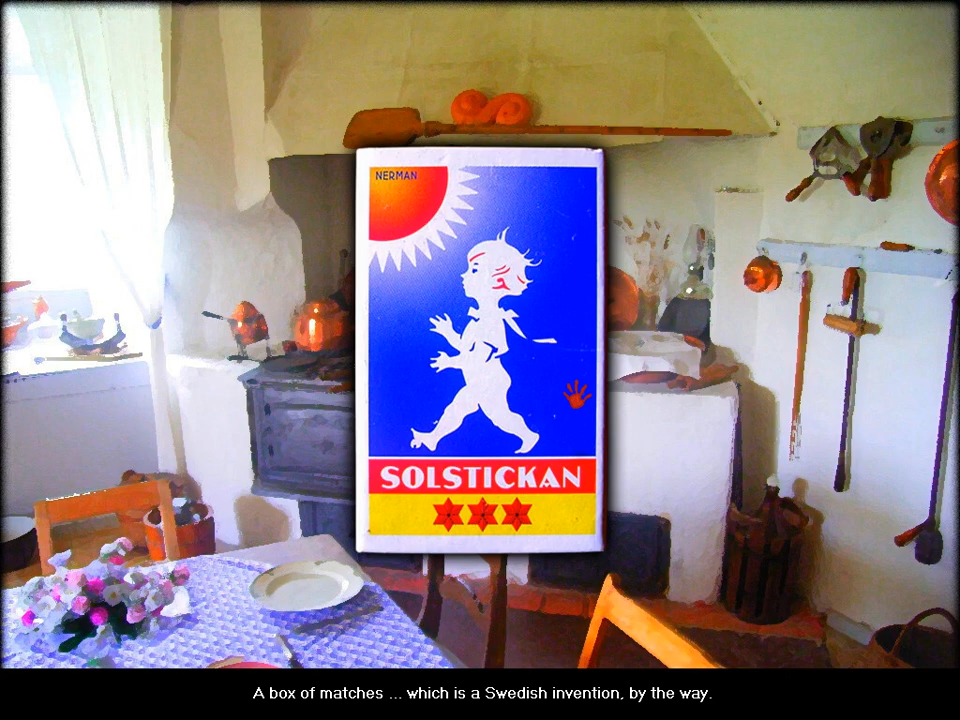 NERMAN
SOLSTICKAN
A box of matches ... which is a Swedish invention, by the way.